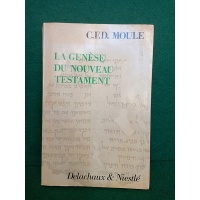 C.F.D. MOULE
LA GENÈSE
DU NOUVEAU
TESTAMENT
Delachaux & Niestlé